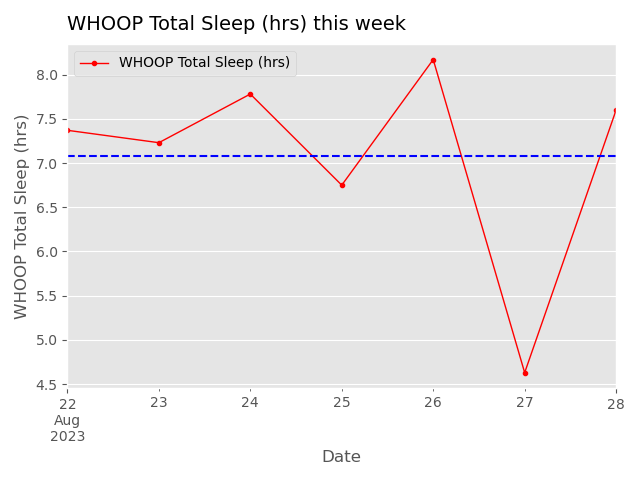 WHOOP Total Sleep (hrs) this week
WHOOP Total Sleep (hrs)
WHOOP Total Sleep (hrs)
8.0
7.5
7.0
6.5
6.0
5.5
5.0
4.5
22 23 24 25 26 27 28
Aug
2023
Date